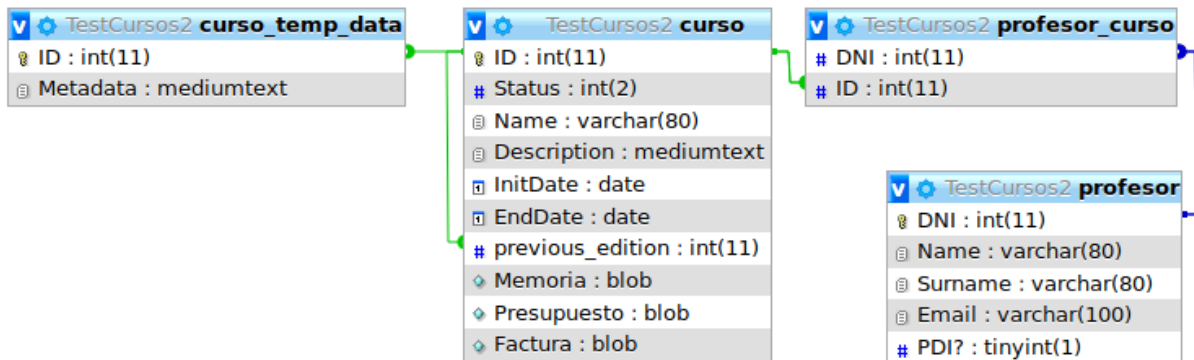 TestCursos2 curso_temp_data
ID : int(11)
Metadata : mediumtext
TestCursos2 curso
ID : int(11)
Status : int(2)
Name : varchar(80)
Description : mediumtext
InitDate : date
EndDate : date
previous_edition : int(11)
Memoria : blob
Presupuesto : blob
Factura : blob
TestCursos2 profesor_curso
DNI : int(11)
ID : int(11)
TestCursos2 profesor
DNI : int(11)
Name : varchar(80)
Surname : varchar(80)
Email : varchar(100)
PDI? : tinyint(1)